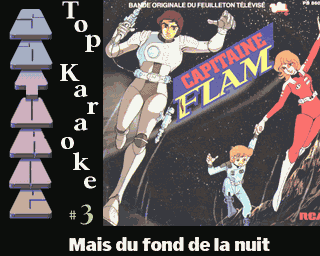 Top Karaoke #3
BANDE ORIGINALE DU FEUILLETON TÉLÉVISÉ
CAPITAINE
FLAM
RCA
Mais du fond de la nuit